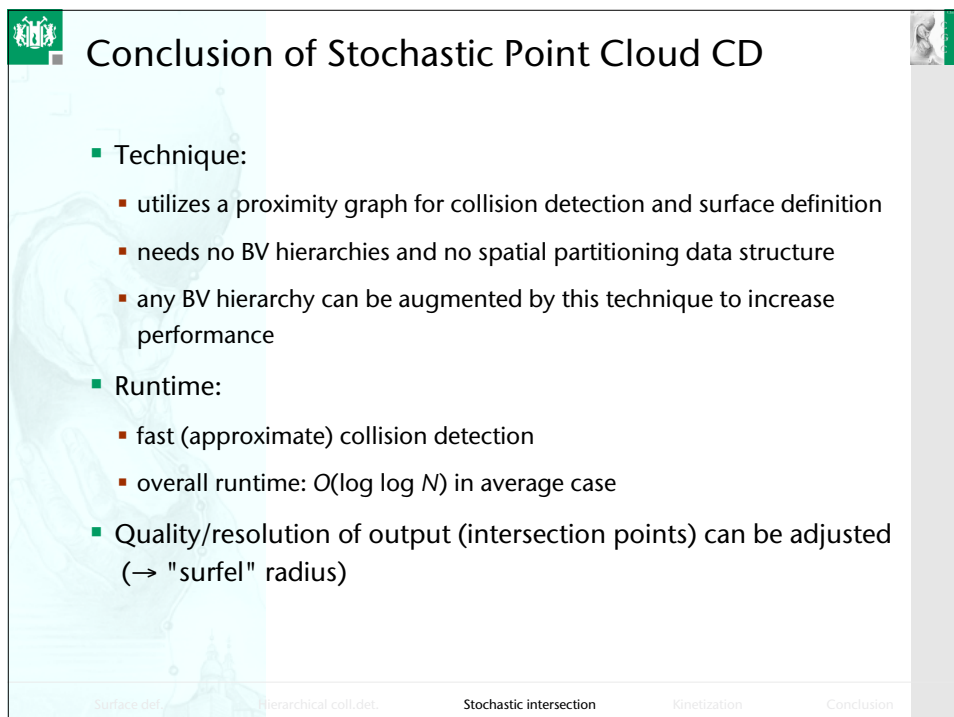 Conclusion of Stochastic Point Cloud CD
Technique:
utilizes a proximity graph for collision detection and surface definition
needs no BV hierarchies and no spatial partitioning data structure
any BV hierarchy can be augmented by this technique to increase
performance
Runtime:
fast (approximate) collision detection
overall runtime: O(log log N) in average case
Quality/resolution of output (intersection points) can be adjusted
(→ "surfel" radius)
Surface def. Hierarchical coll.det. Stochastic intersection Kinetization Conclusion